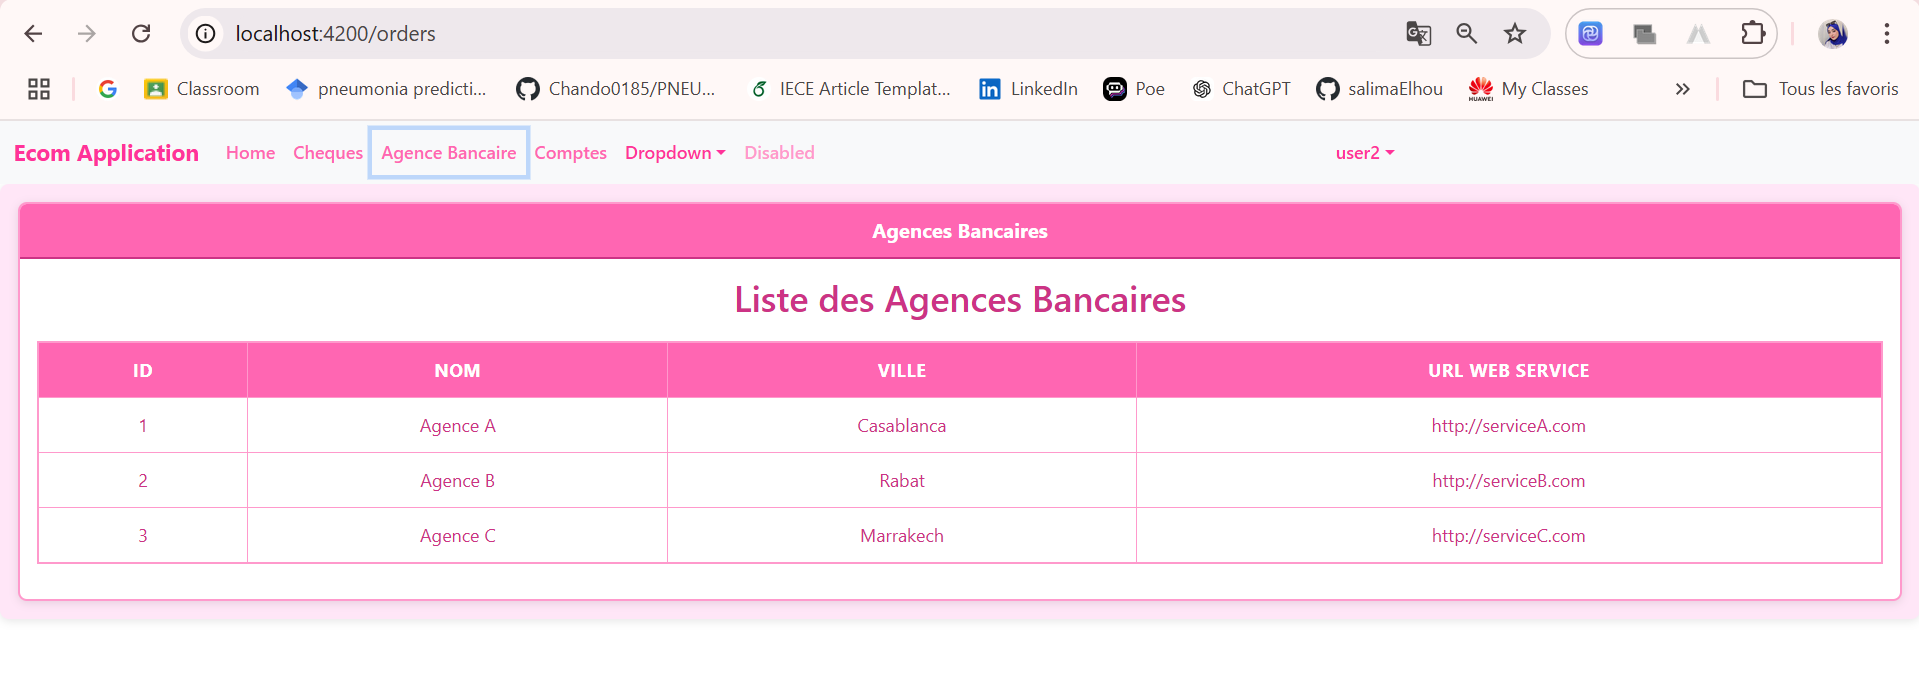 localhost:4200/orders
Classroom pneumonia predicti... Chando0185/PNEU... IECE Article Templat... LinkedIn Poe ChatGPT salimaElhou HUAWEI My Classes » Tous les favoris
Ecom Application Home Cheques Agence Bancaire Comptes Dropdown Disabled user2
Agences Bancaires
Liste des Agences Bancaires
ID NOM VILLE URL WEB SERVICE
1 Agence A Casablanca http://serviceA.com
2 Agence B Rabat http://serviceB.com
3 Agence C Marrakech http://serviceC.com